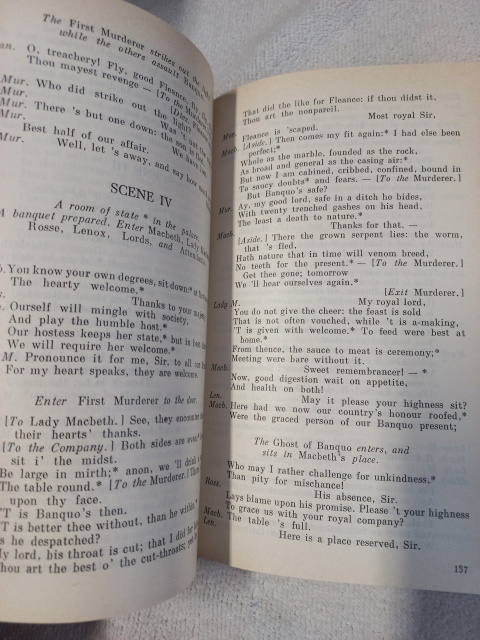 The First Murderer strikes out the
while the others assault Banquo
an. O, treachery! Fly, good Fleance, fly,
Thou mayest revenge — [To the
Mur. Who did strike out the light?
Mur. Was 't
Mur. There 's but one down: the son
Mur. We have lost
Best half of our affair.
Mur. Well, let 's away, and say how
SCENE IV
A room of state * in the palace.
A banquet prepared. Enter Macbeth, Lady
Rosse, Lenox, Lords, and
You know your own degrees, sit down:*
The hearty welcome.*
Thanks to your
Ourself will mingle with society,
And play the humble host.*
Our hostess keeps her state,* but in best
We will require her welcome.*
M. Pronounce it for me, Sir, to all our
For my heart speaks, they are welcome.
Enter First Murderer to the door.
[To Lady Macbeth.] See, they encounter
their hearts' thanks.
[To the Company.] Both sides are even:*
sit i' the midst.
Be large in mirth;* anon, we 'll drink
The table round.* [To the Murderer.] There
upon thy face.
'T is Banquo's then.
'T is better thee without, than he within.
Is he despatched?
My lord, his throat is cut; that I did for
Thou art the best o' the cut-throats;
That did the like for Fleance: if thou didst it,
Thou art the nonpareil.
Mur. Most royal Sir,
Fleance is 'scaped.
Macb. [Aside.] Then comes my fit again:* I had else been
perfect;*
Whole as the marble, founded as the rock,
As broad and general as the casing air:*
But now I am cabined, cribbed, confined, bound in
To saucy doubts* and fears. — [To the Murderer.]
But Banquo's safe?
Mur. Ay, my good lord, safe in a ditch he bides,
With twenty trenched gashes on his head,
The least a death to nature.*
Macb. Thanks for that. —
[Aside.] There the grown serpent lies: the worm,
that 's fled,
Hath nature that in time will venom breed,
No teeth for the present.* — [To the Murderer.]
Get thee gone; tomorrow
We 'll hear ourselves again.*
[Exit Murderer.]
Lady M. My royal lord,
You do not give the cheer: the feast is sold
That is not often vouched, while 't is a-making,
'T is given with welcome.* To feed were best at
home.*
From thence, the sauce to meat is ceremony;*
Meeting were bare without it.
Macb. Sweet remembrancer! — *
Now, good digestion wait on appetite,
And health on both!
Len. May it please your highness sit?
Macb. Here had we now our country's honour roofed,*
Were the graced person of our Banquo present;
The Ghost of Banquo enters, and
sits in Macbeth's place.
Who may I rather challenge for unkindness,*
Than pity for mischance!
Ross. His absence, Sir.
Lays blame upon his promise. Please 't your highness
To grace us with your royal company?
Macb. The table 's full.
Len. Here is a place reserved, Sir.
157